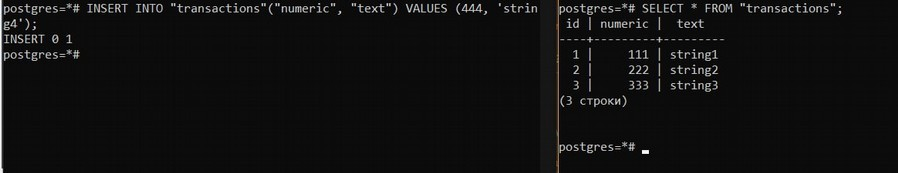 postgres=*# INSERT INTO "transactions"("numeric", "text") VALUES (444, 'strin
g4');
INSERT 0 1
postgres=*#
postgres=*# SELECT * FROM "transactions";
 id | numeric |  text
----+---------+---------
  1 |     111 | string1
  2 |     222 | string2
  3 |     333 | string3
(3 строки)
postgres=*#